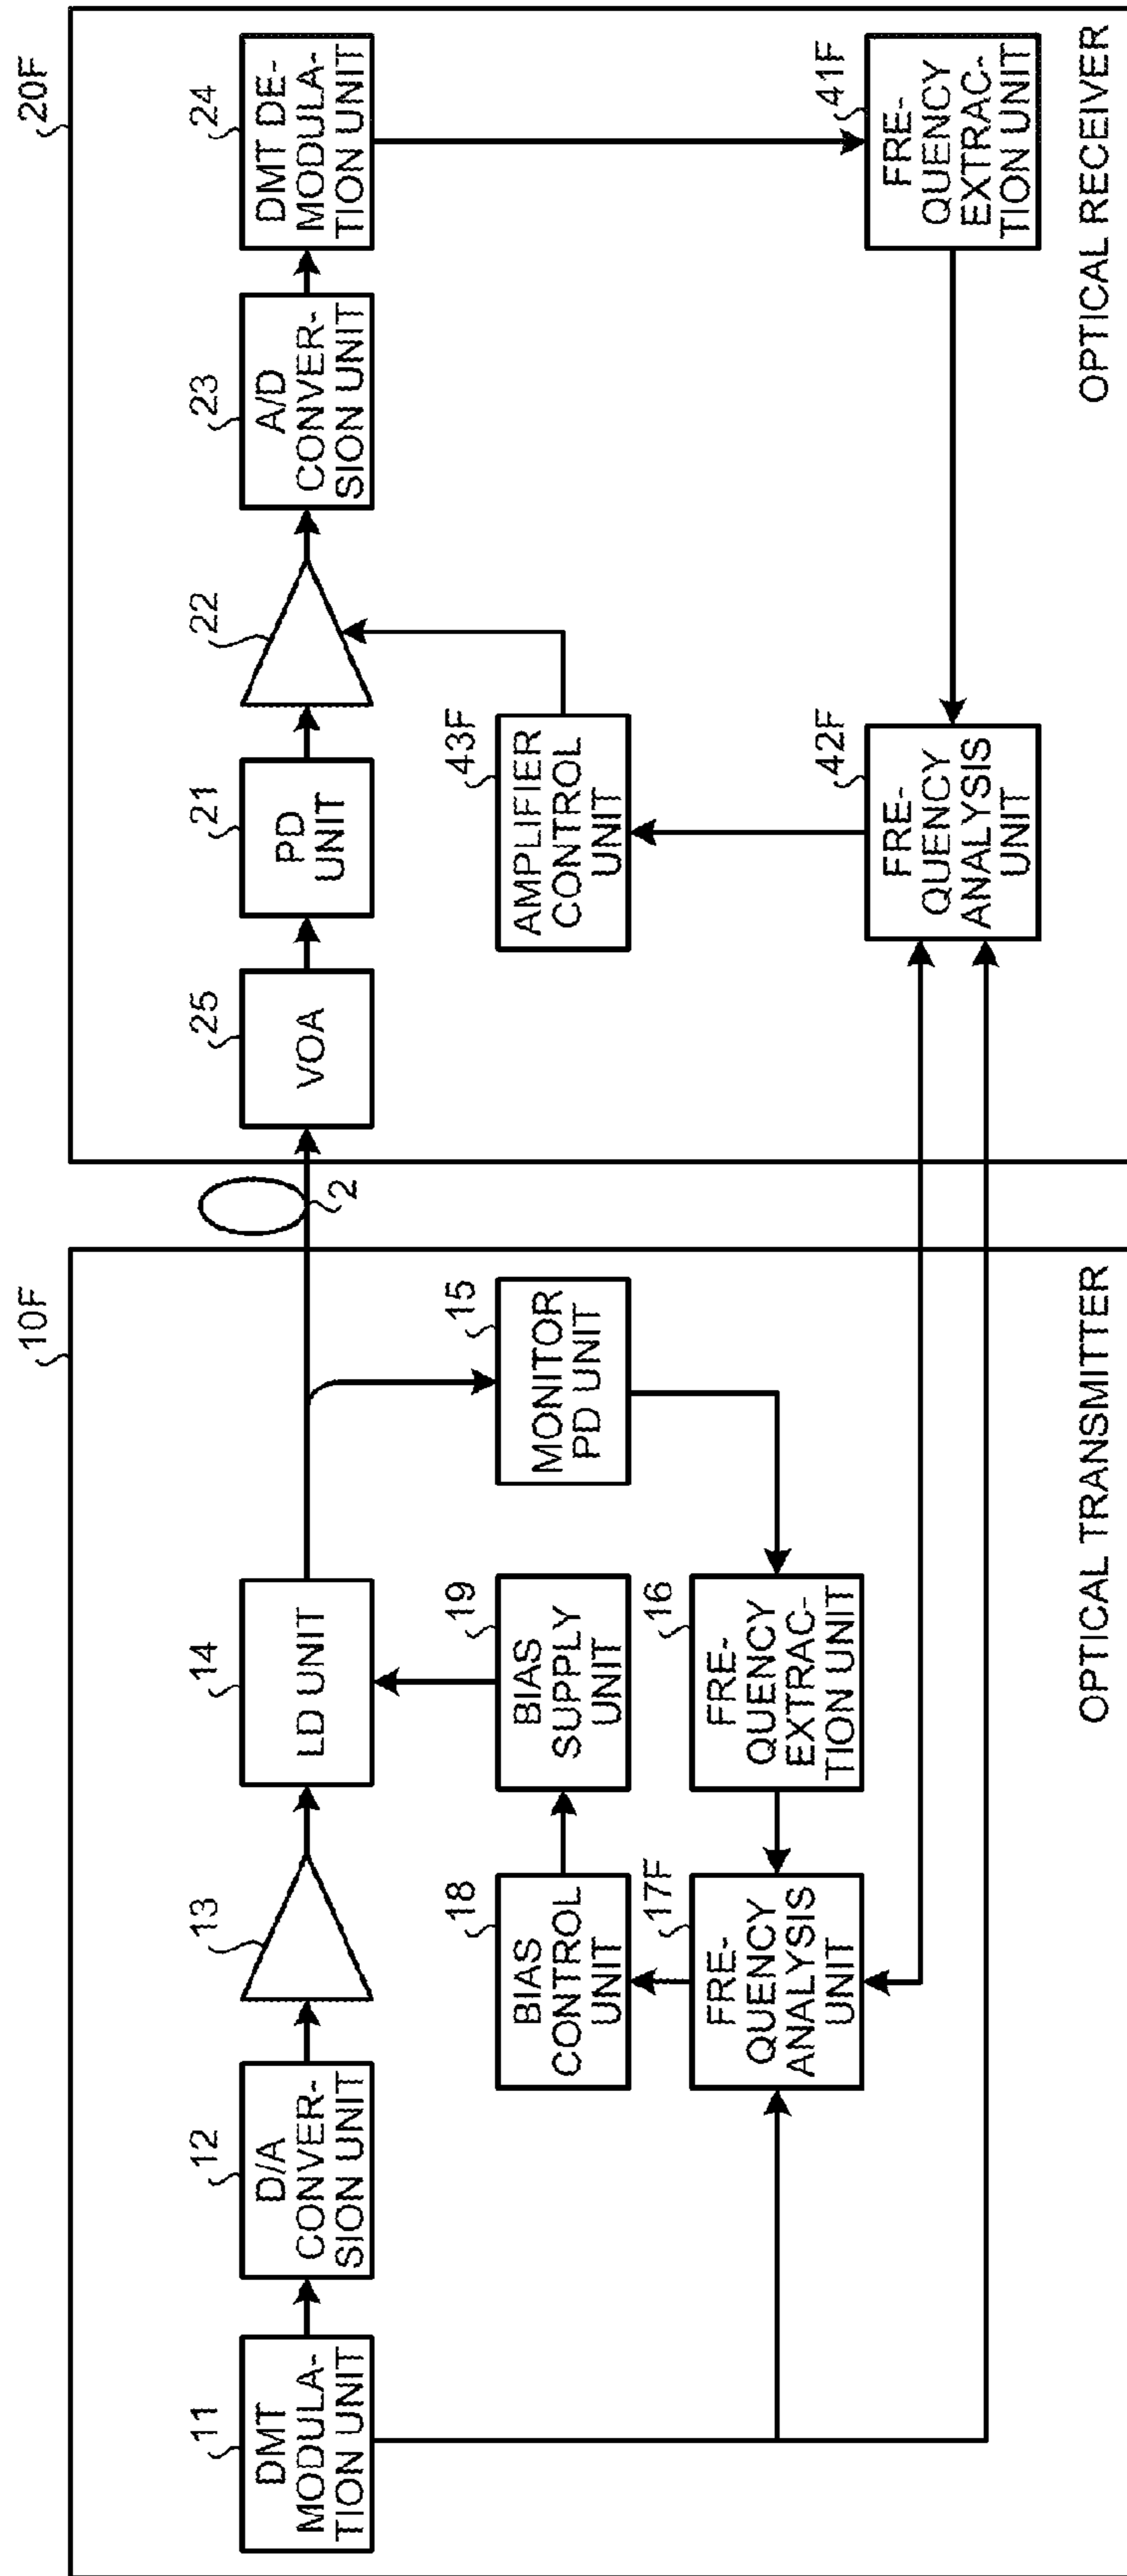 10F
11
DMT
MODULA-
TION UNIT
12
D/A
CONVER-
SION UNIT
13
14
LD UNIT
15
MONITOR
PD UNIT
19
BIAS
SUPPLY
UNIT
18
BIAS
CONTROL
UNIT
16
FRE-
QUENCY
EXTRAC-
TION UNIT
17F
FRE-
QUENCY
ANALYSIS
UNIT
OPTICAL TRANSMITTER
2
20F
25
VOA
21
PD
UNIT
22
23
A/D
CONVER-
SION UNIT
24
DMT DE-
MODULA-
TION UNIT
43F
AMPLIFIER
CONTROL
UNIT
42F
FRE-
QUENCY
ANALYSIS
UNIT
41F
FRE-
QUENCY
EXTRAC-
TION UNIT
OPTICAL RECEIVER